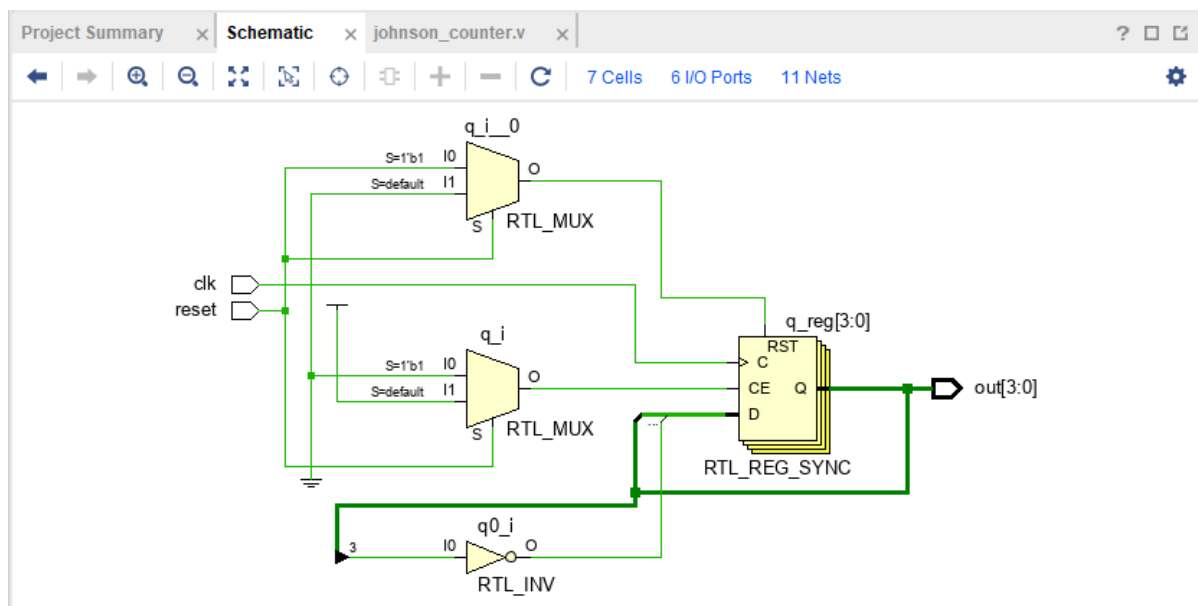 Project Summary × Schematic × johnson_counter.v × ?
7 Cells 6 I/O Ports 11 Nets
q_i__0
S=1'b1 I0
O
S=default I1
S
RTL_MUX
clk
reset
q_i
S=1'b1 I0
O
S=default I1
S
RTL_MUX
q_reg[3:0]
RST
C
CE Q
D
...
out[3:0]
RTL_REG_SYNC
q0_i
3
I0 O
RTL_INV